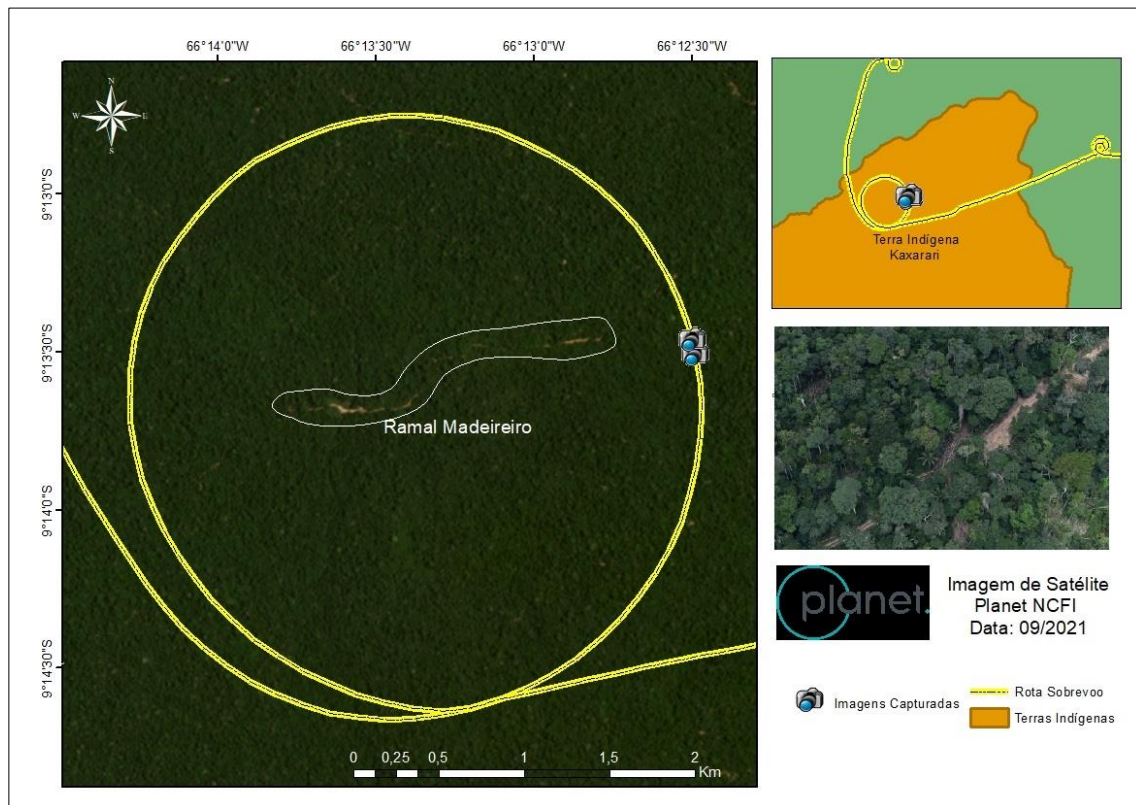 66°14'0"W
66°13'30"W
66°13'0"W
66°12'30"W
N
W
E
S
9°13'0"S
9°13'30"S
9°14'0"S
9°14'30"S
Ramal Madeireiro
0 0,25 0,5 1 1,5 2
Km
Terra Indígena
Kaxarari
planet.
Imagem de Satélite
Planet NCFI
Data: 09/2021
Imagens Capturadas
Rota Sobrevoo
Terras Indígenas